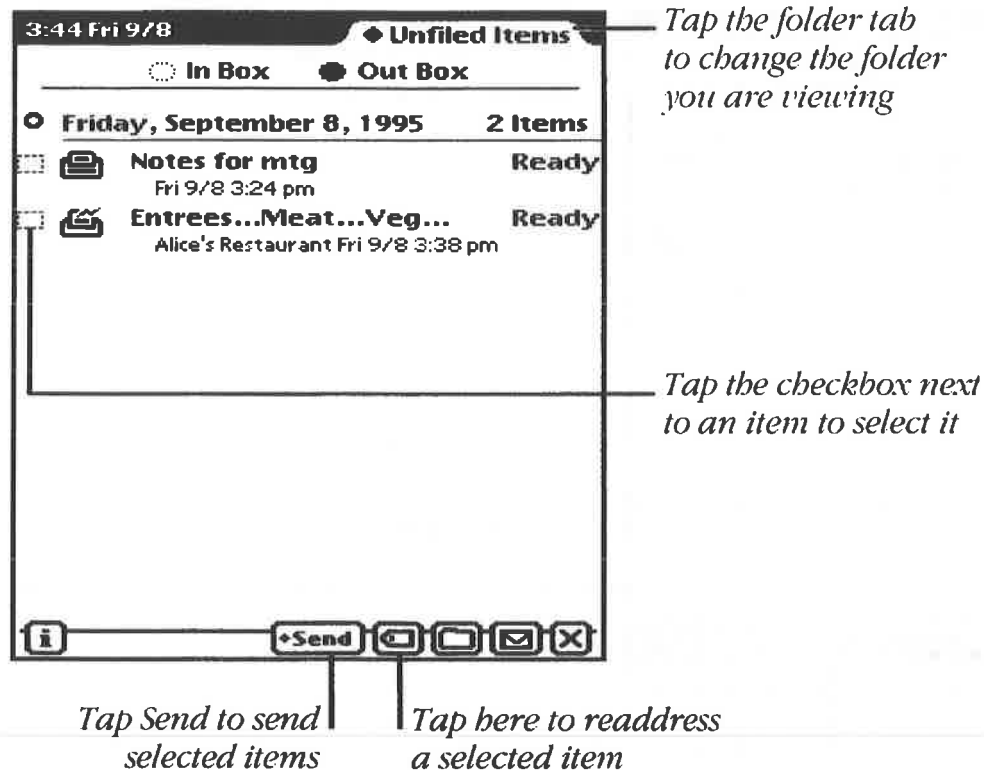 3:44 Fri 9/8
◆ Unfiled Items
In Box Out Box
Friday, September 8, 1995 2 Items
Notes for mtg Ready
Fri 9/8 3:24 pm
Entrees...Meat...Veg... Ready
Alice's Restaurant Fri 9/8 3:38 pm
i ◆Send X
Tap the folder tab
to change the folder
you are viewing
Tap the checkbox next
to an item to select it
Tap Send to send
selected items
Tap here to readdress
a selected item